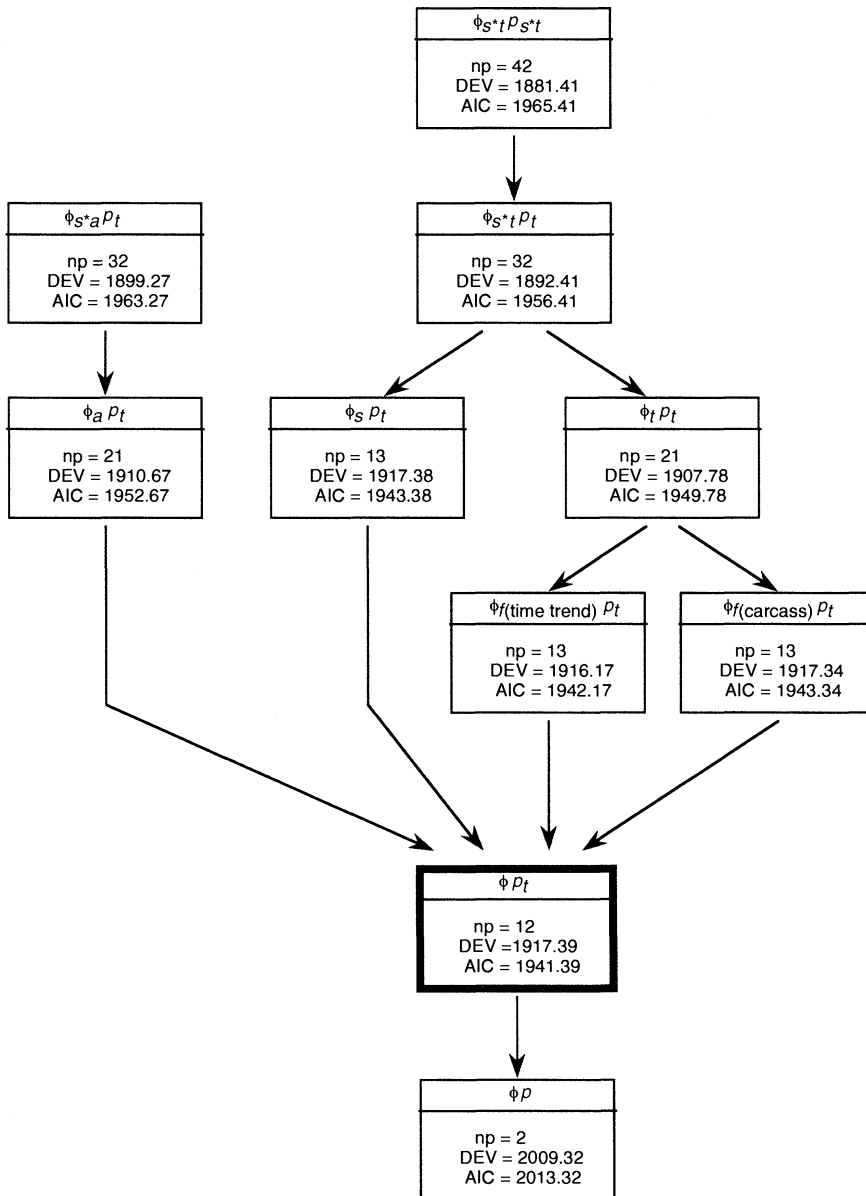 ϕs*t ps*t
np = 42
DEV = 1881.41
AIC = 1965.41
ϕs*a pt
np = 32
DEV = 1899.27
AIC = 1963.27
ϕs*t pt
np = 32
DEV = 1892.41
AIC = 1956.41
ϕa pt
np = 21
DEV = 1910.67
AIC = 1952.67
ϕs pt
np = 13
DEV = 1917.38
AIC = 1943.38
ϕt pt
np = 21
DEV = 1907.78
AIC = 1949.78
ϕf(time trend) pt
np = 13
DEV = 1916.17
AIC = 1942.17
ϕf(carcass) pt
np = 13
DEV = 1917.34
AIC = 1943.34
ϕ pt
np = 12
DEV =1917.39
AIC = 1941.39
ϕ p
np = 2
DEV = 2009.32
AIC = 2013.32